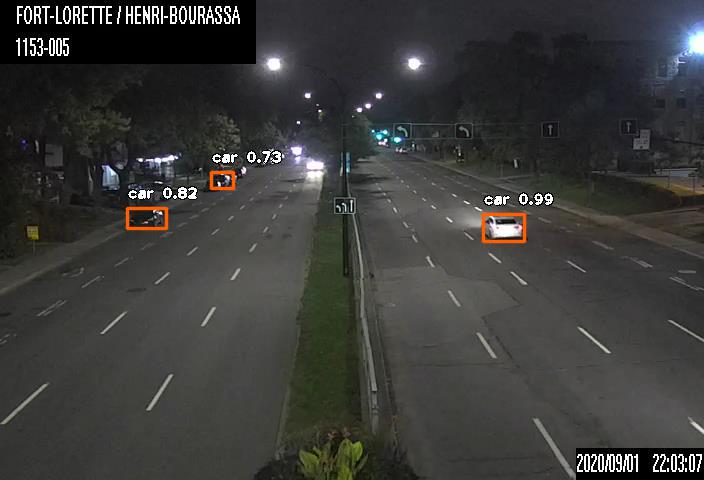 FORT-LORETTE / HENRI-BOURASSA
1153-005
car 0.73
car 0.82
car 0.99
2020/09/01 22:03:07